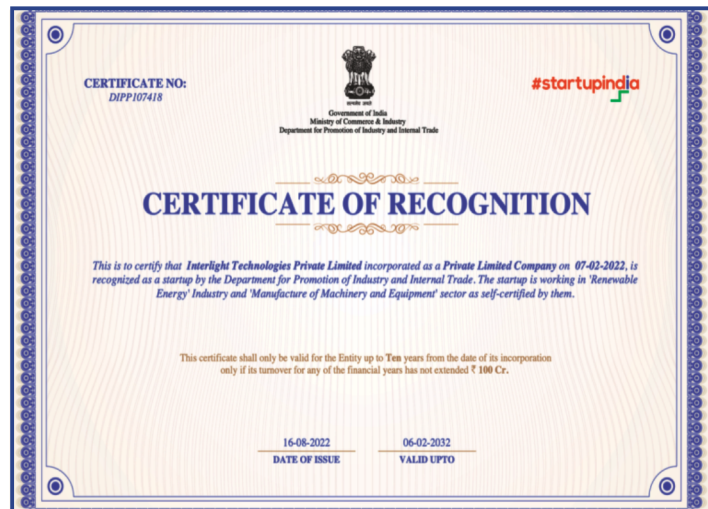 CERTIFICATE NO:
DIPP107418
#startupindia
सत्यमेव जयते
Government of India
Ministry of Commerce & Industry
Department for Promotion of Industry and Internal Trade
CERTIFICATE OF RECOGNITION
This is to certify that Interlight Technologies Private Limited incorporated as a Private Limited Company on 07-02-2022, is
recognized as a startup by the Department for Promotion of Industry and Internal Trade. The startup is working in 'Renewable
Energy' Industry and 'Manufacture of Machinery and Equipment' sector as self-certified by them.
This certificate shall only be valid for the Entity up to Ten years from the date of its incorporation
only if its turnover for any of the financial years has not extended ₹ 100 Cr.
16-08-2022 06-02-2032
DATE OF ISSUE VALID UPTO